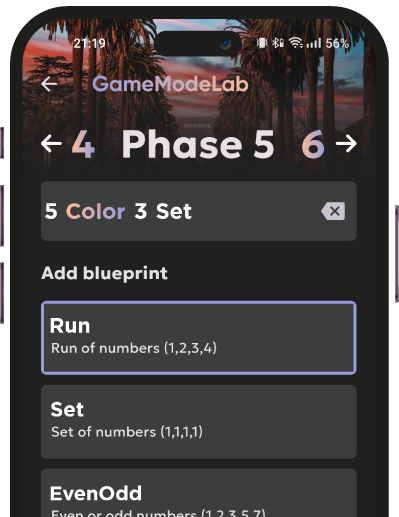 21:19 56%
GameModeLab
4 Phase 5 6
5 Color 3 Set
Add blueprint
Run
Run of numbers (1,2,3,4)
Set
Set of numbers (1,1,1,1)
EvenOdd
Even or odd numbers (1,2,3,5,7)